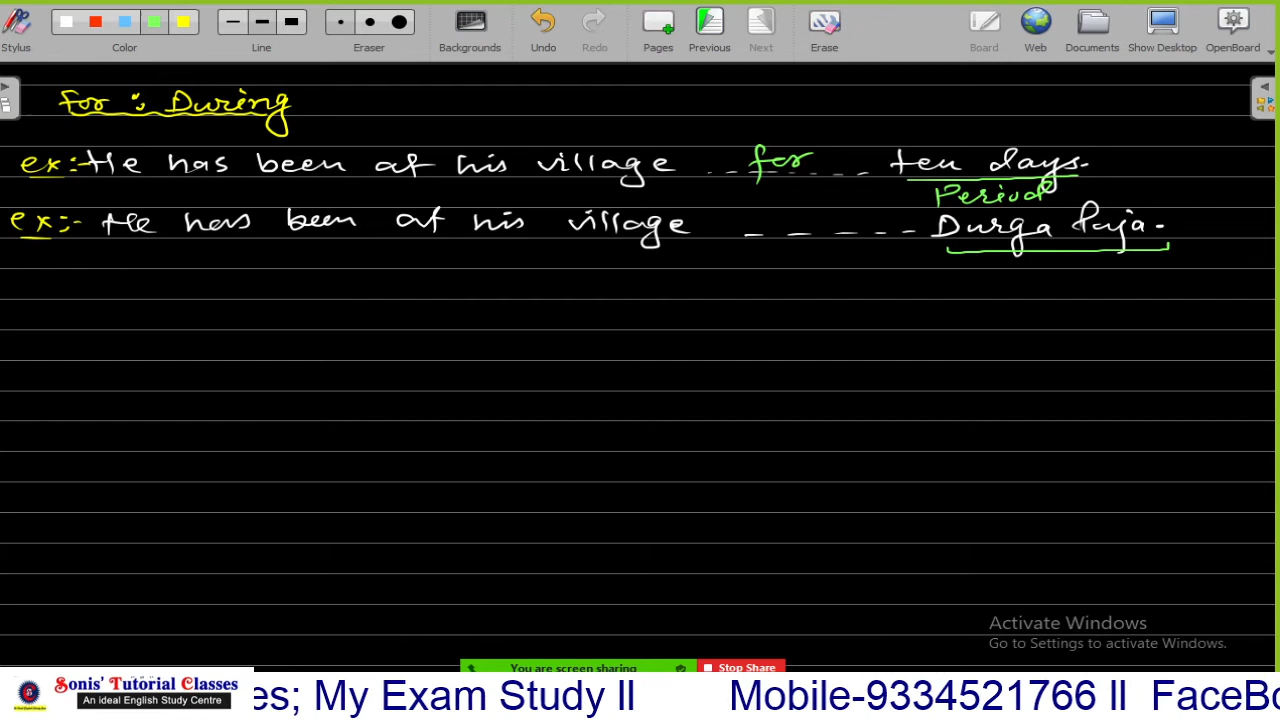 Stylus Color Line Eraser Backgrounds Undo Redo Pages Previous Next Erase Board Web Documents Show Desktop OpenBoard
For : During
ex:- He has been at his village ........ for ten days.
Period
ex:- He has been at his village ------ Durga Puja.
Activate Windows
Go to Settings to activate Windows.
You are screen sharing Stop Share
Sonis' Tutorial Classes
An ideal English Study Centre
es; My Exam Study ll Mobile-9334521766 ll FaceBo